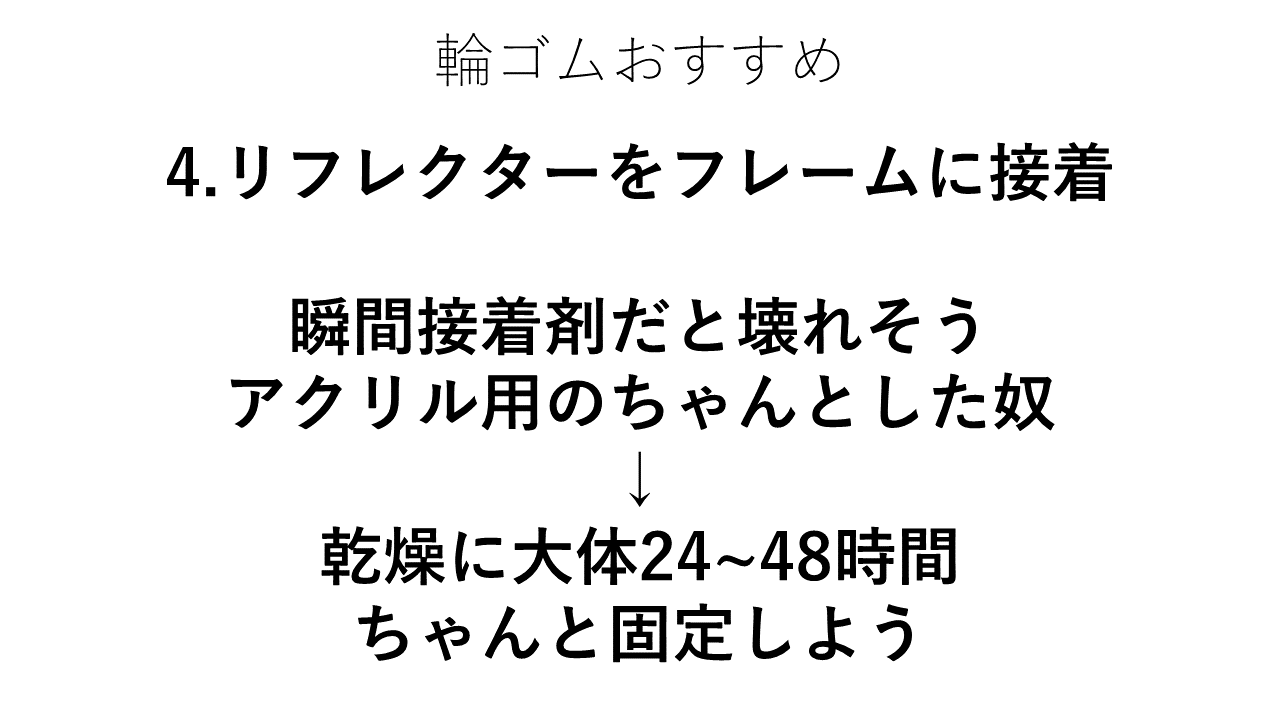 輪ゴムおすすめ
4.リフレクターをフレームに接着
瞬間接着剤だと壊れそう
アクリル用のちゃんとした奴
↓
乾燥に大体24~48時間
ちゃんと固定しよう